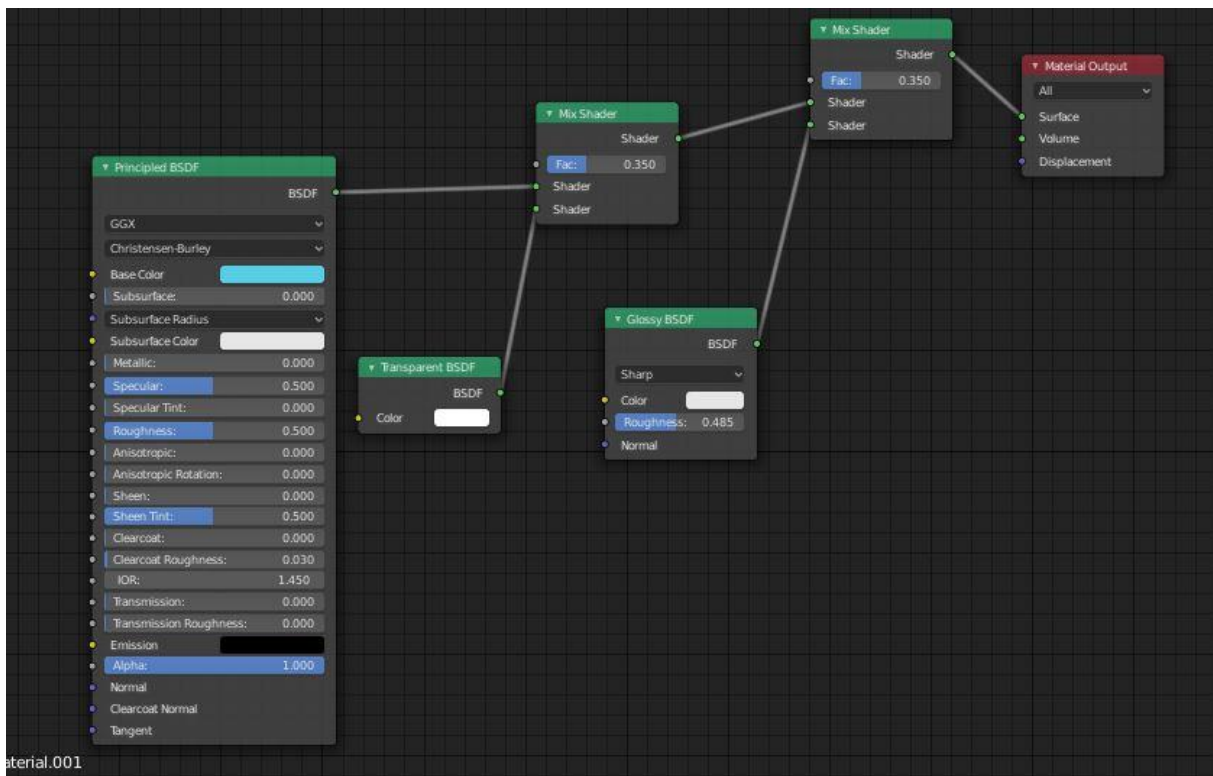 Mix Shader
Shader
Fac: 0.350
Shader
Shader
Material Output
All
Surface
Volume
Displacement
Mix Shader
Shader
Fac: 0.350
Shader
Shader
Principled BSDF
BSDF
GGX
Christensen-Burley
Base Color
Subsurface: 0.000
Subsurface Radius
Subsurface Color
Metallic: 0.000
Specular: 0.500
Specular Tint: 0.000
Roughness: 0.500
Anisotropic: 0.000
Anisotropic Rotation: 0.000
Sheen: 0.000
Sheen Tint: 0.500
Clearcoat: 0.000
Clearcoat Roughness: 0.030
IOR: 1.450
Transmission: 0.000
Transmission Roughness: 0.000
Emission
Alpha: 1.000
Normal
Clearcoat Normal
Tangent
Transparent BSDF
BSDF
Color
Glossy BSDF
BSDF
Sharp
Color
Roughness: 0.485
Normal
aterial.001